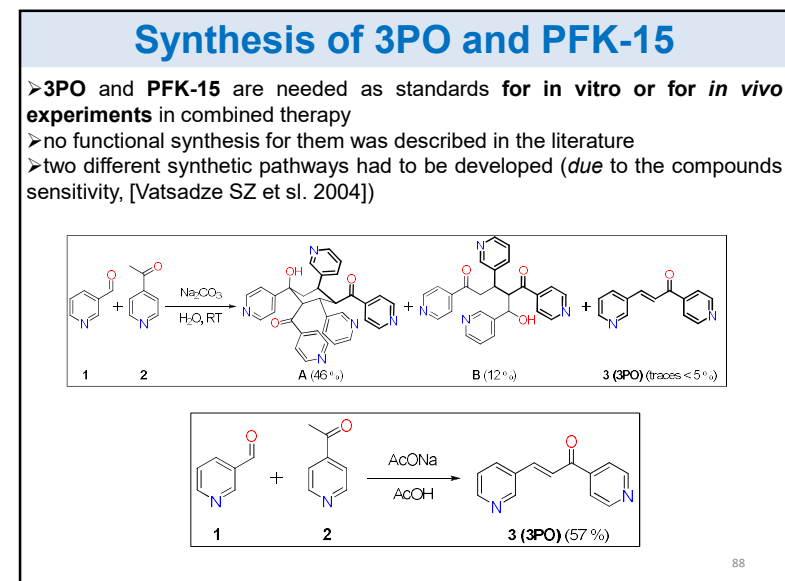 Synthesis of 3PO and PFK-15
➢3PO and PFK-15 are needed as standards for in vitro or for in vivo
experiments in combined therapy
➢no functional synthesis for them was described in the literature
➢two different synthetic pathways had to be developed (due to the compounds
sensitivity, [Vatsadze SZ et sl. 2004])
O
N
1
+
O
N
2
Na₂CO₃
H₂O, RT
OH
N
N
O
N
N
O
N
A (46 %)
+
O
N
N
O
N
OH
N
B (12 %)
+
O
N
N
3 (3PO) (traces < 5 %)
O
N
1
+
O
N
2
AcONa
AcOH
O
N
N
3 (3PO) (57 %)
88